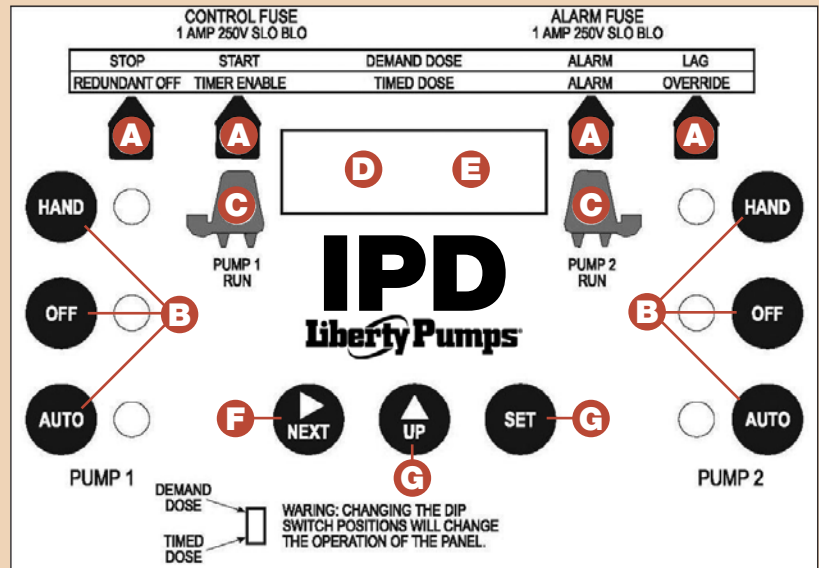 CONTROL FUSE
1 AMP 250V SLO BLO
ALARM FUSE
1 AMP 250V SLO BLO
STOP START DEMAND DOSE ALARM LAG
REDUNDANT OFF TIMER ENABLE TIMED DOSE ALARM OVERRIDE
A A A A
D E
HAND C C HAND
PUMP 1
RUN
PUMP 2
RUN
IPD
Liberty Pumps
OFF B B OFF
AUTO F NEXT UP SET G AUTO
G
PUMP 1 PUMP 2
DEMAND
DOSE
TIMED
DOSE
WARING: CHANGING THE DIP
SWITCH POSITIONS WILL CHANGE
THE OPERATION OF THE PANEL.